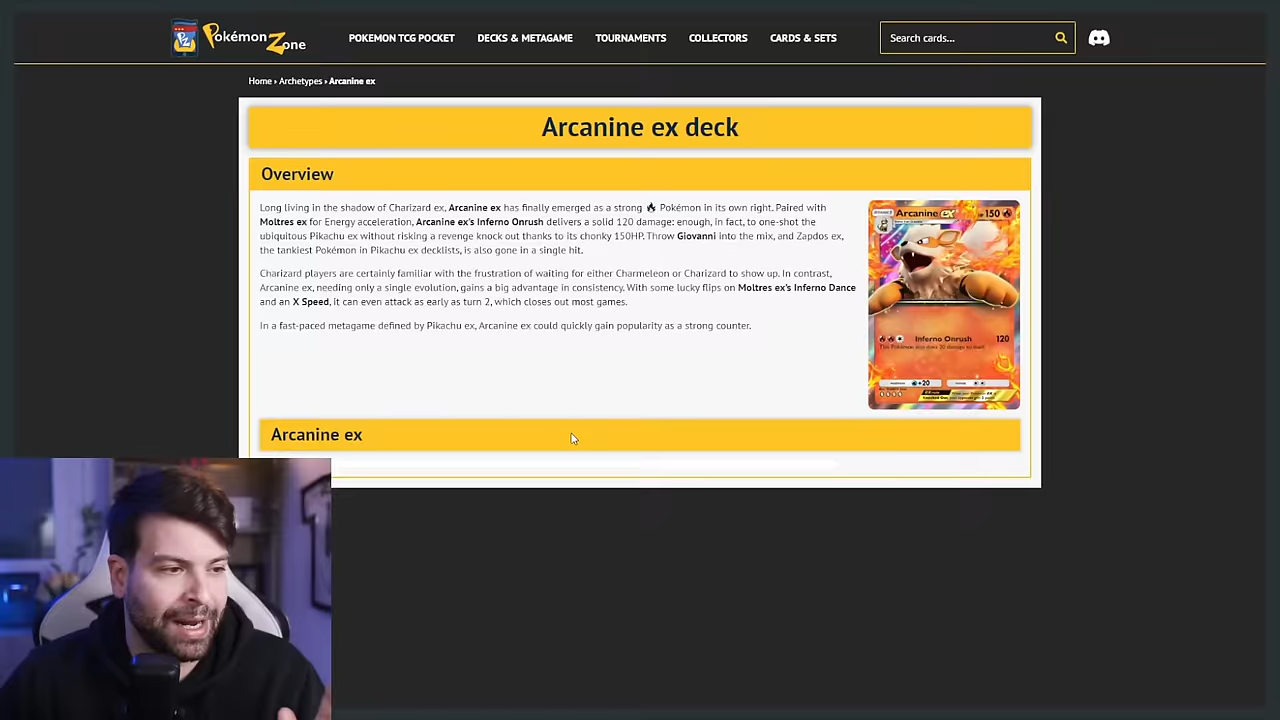 Pokémon Zone
POKEMON TCG POCKET
DECKS & METAGAME
TOURNAMENTS
COLLECTORS
CARDS & SETS
Search cards...
Home › Archetypes › Arcanine ex
Arcanine ex deck
Overview
Long living in the shadow of Charizard ex, Arcanine ex has finally emerged as a strong Pokémon in its own right. Paired with
Moltres ex for Energy acceleration, Arcanine ex's Inferno Onrush delivers a solid 120 damage: enough, in fact, to one-shot the
ubiquitous Pikachu ex without risking a revenge knock out thanks to its chonky 150HP. Throw Giovanni into the mix, and Zapdos ex,
the tankiest Pokémon in Pikachu ex decklists, is also gone in a single hit.
Charizard players are certainly familiar with the frustration of waiting for either Charmeleon or Charizard to show up. In contrast,
Arcanine ex, needing only a single evolution, gains a big advantage in consistency. With some lucky flips on Moltres ex's Inferno Dance
and an X Speed, it can even attack as early as turn 2, which closes out most games.
In a fast-paced metagame defined by Pikachu ex, Arcanine ex could quickly gain popularity as a strong counter.
Arcanine ex 150
Inferno Onrush 120
+20
Arcanine ex